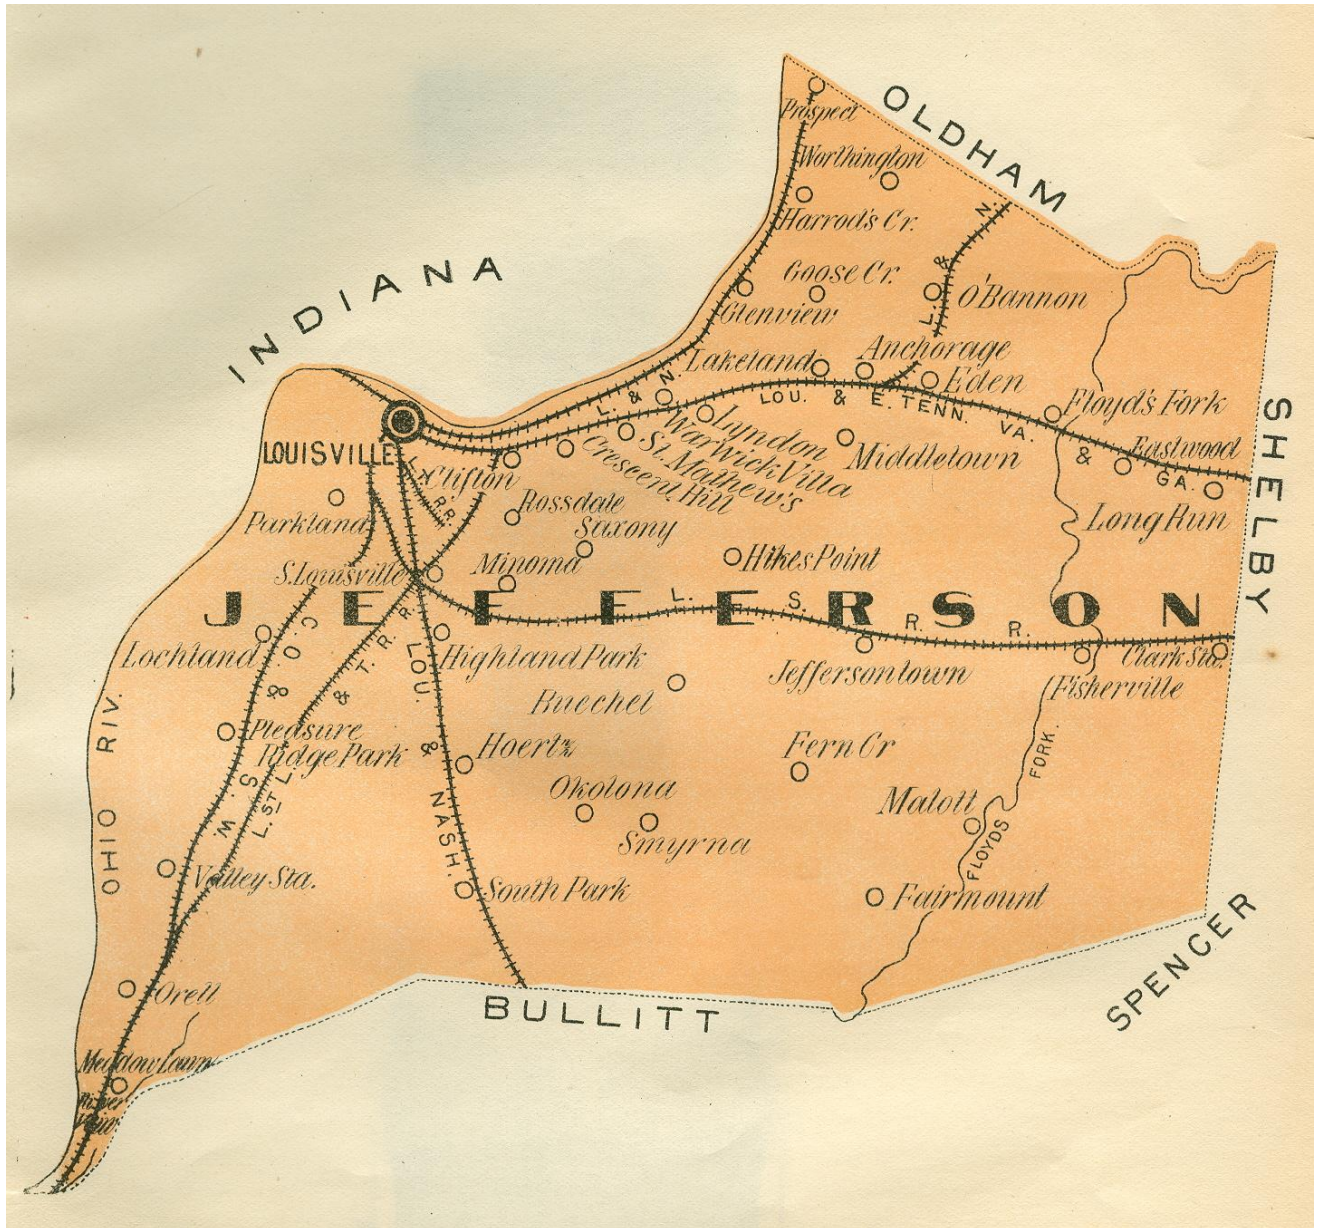 OLDHAM
Prospect
Worthington
Harrod's Cr.
N.
INDIANA
Goose Cr.
&
O'Bannon
Glenview
L.
Anchorage
Lakeland
Eden
L. & N.
LOU. & E. TENN. VA. & GA.
Floyd's Fork
SHELBY
Lyndon
Warwick Villa
St. Mathew's
Crescent Hill
Middletown
Eastwood
LOUISVILLE
L.
R.R.
Clifton
Long Run
Parkland
Rossdale
Saxony
Hikes Point
S. Louisville
Minoma
JEFFERSON
L. S. R. R.
Lochland
Highland Park
Jeffersontown
Clark Sta.
Fisherville
Buechel
C. O. & S. W.
L. ST. L. & T. R. R.
LOU. & NASH.
Pleasure
Ridge Park
Hoertz
Fern Cr
OHIO RIV.
Okolona
Smyrna
Malott
FLOYDS FORK.
Valley Sta.
South Park
Fairmount
SPENCER
Orell
BULLITT
Meadow Lawn
River
View